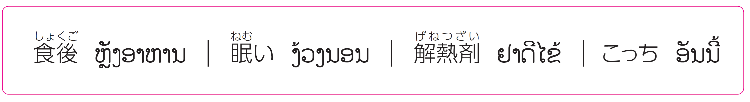 しょくご ねむ げねつざい
食後 ຫຼັງອາຫານ | 眠い ງ້ວງນອນ | 解熱剤 ຢາດີໄຂ້ | こっち ອັນນີ້